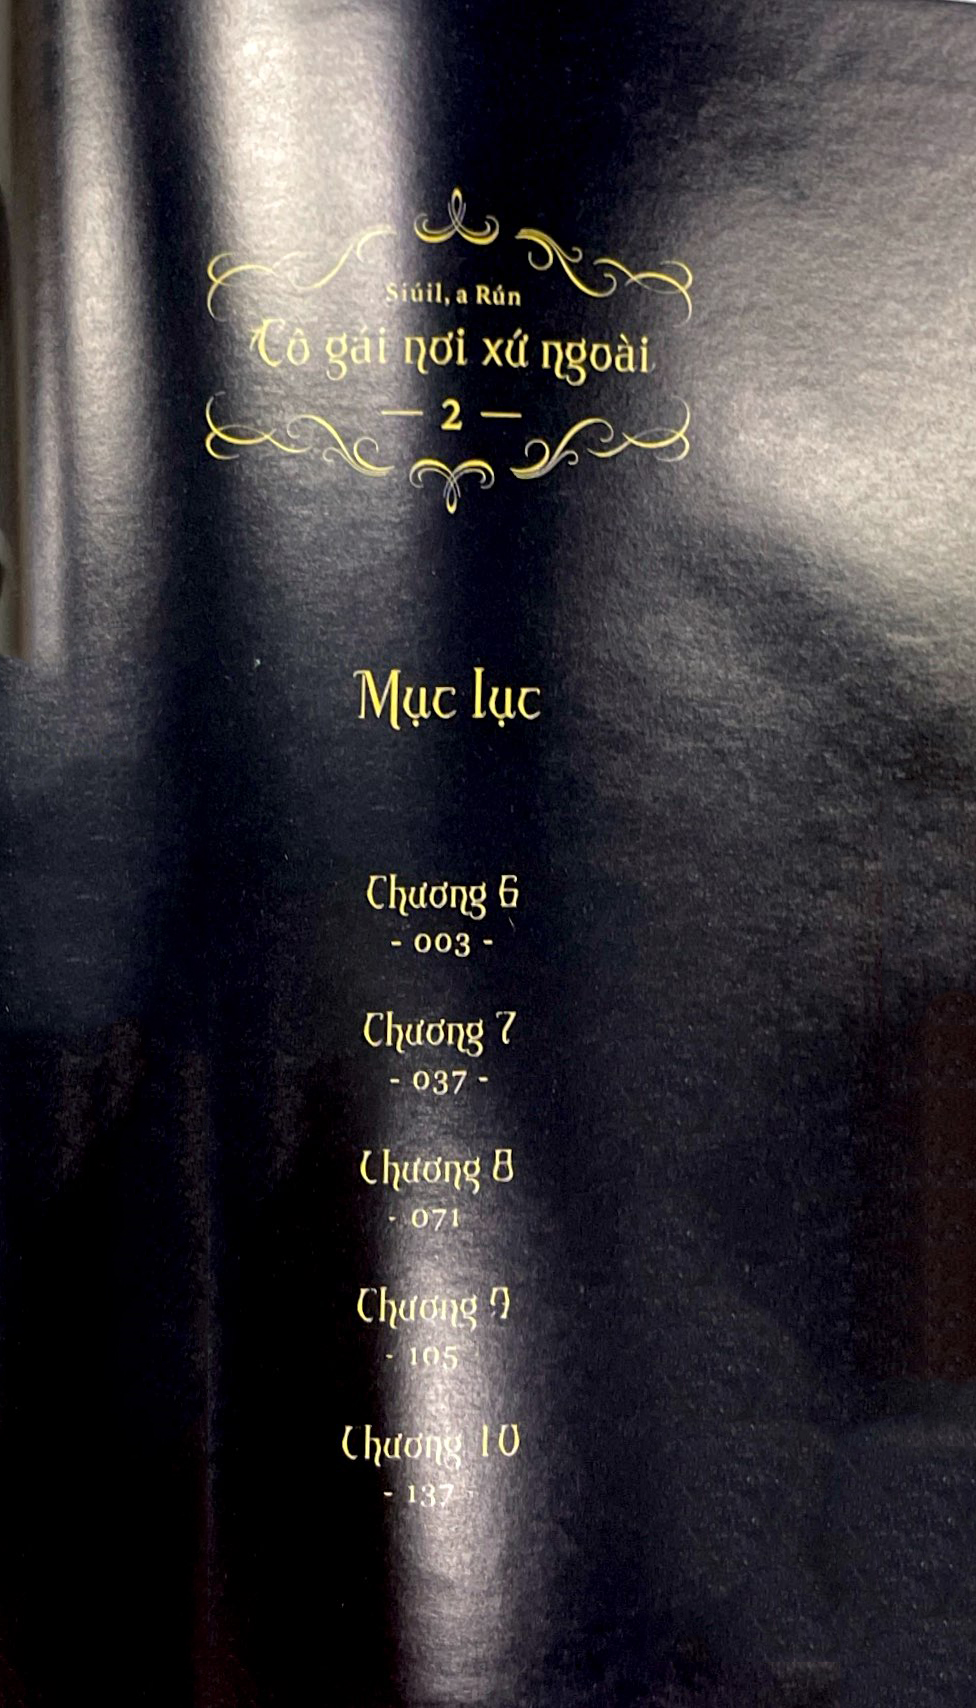 Siúil, a Rún
Cô gái nơi xứ ngoài
— 2 —
Mục lục
Chương 6
- 003 -
Chương 7
- 037 -
Chương 8
- 071
Chương 9
- 105
Chương 10
- 137 -